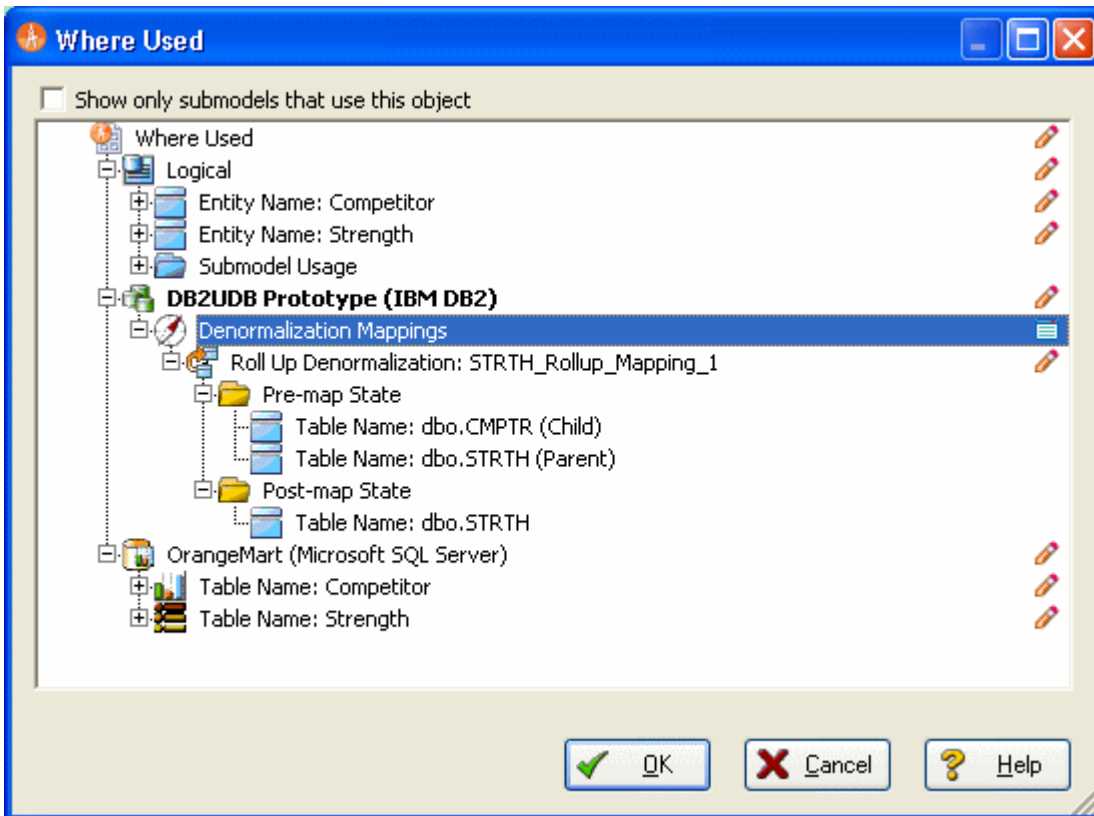 Where Used
Show only submodels that use this object
Where Used
Logical
Entity Name: Competitor
Entity Name: Strength
Submodel Usage
DB2UDB Prototype (IBM DB2)
Denormalization Mappings
Roll Up Denormalization: STRTH_Rollup_Mapping_1
Pre-map State
Table Name: dbo.CMPTR (Child)
Table Name: dbo.STRTH (Parent)
Post-map State
Table Name: dbo.STRTH
OrangeMart (Microsoft SQL Server)
Table Name: Competitor
Table Name: Strength
OK Cancel Help